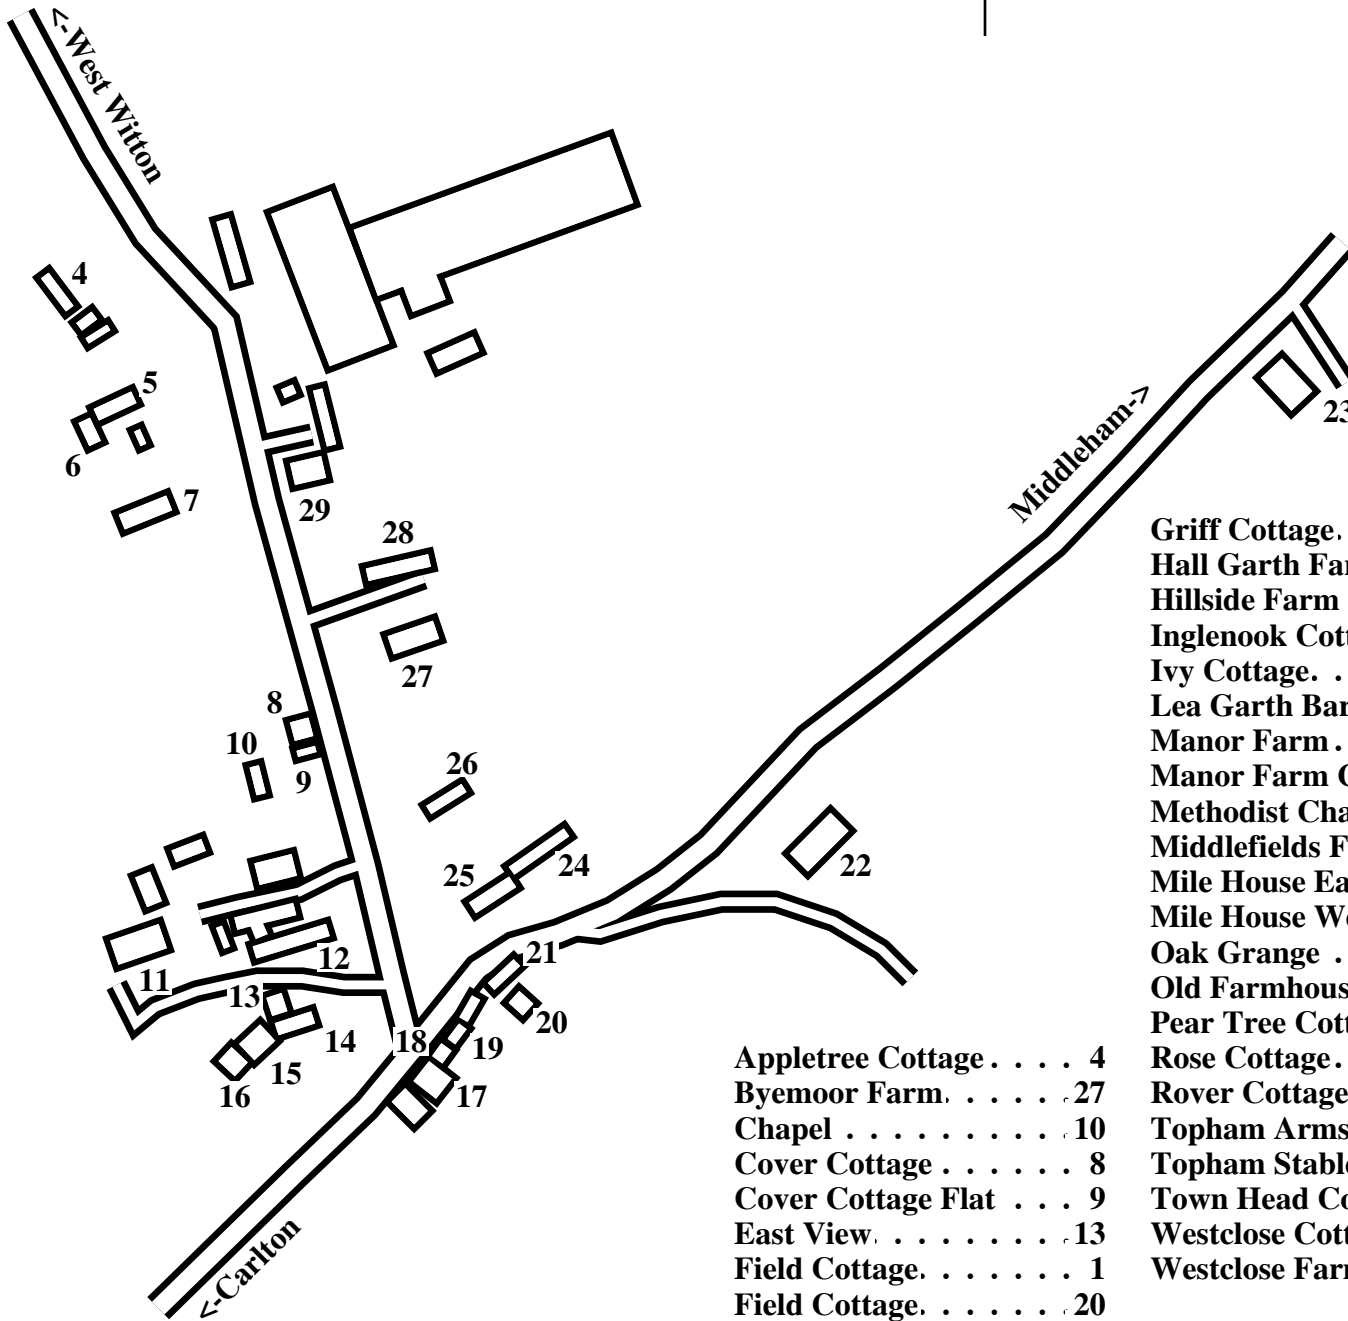 <-West Witton
4
5
6
7
29
28
27
8
10
9
26
25
24
22
Middleham->
23
11
12
13
14
15
16
18
21
20
19
17
<-Carlton
Appletree Cottage . . . . 4
Byemoor Farm. . . . . . 27
Chapel . . . . . . . . . . 10
Cover Cottage . . . . . . 8
Cover Cottage Flat . . . 9
East View. . . . . . . . . 13
Field Cottage. . . . . . . 1
Field Cottage. . . . . . . 20
Griff Cottage.
Hall Garth Far
Hillside Farm
Inglenook Cott
Ivy Cottage. .
Lea Garth Bar
Manor Farm .
Manor Farm C
Methodist Cha
Middlefields F
Mile House Ea
Mile House We
Oak Grange .
Old Farmhous
Pear Tree Cott
Rose Cottage.
Rover Cottage
Topham Arms
Topham Stable
Town Head Co
Westclose Cott
Westclose Farm